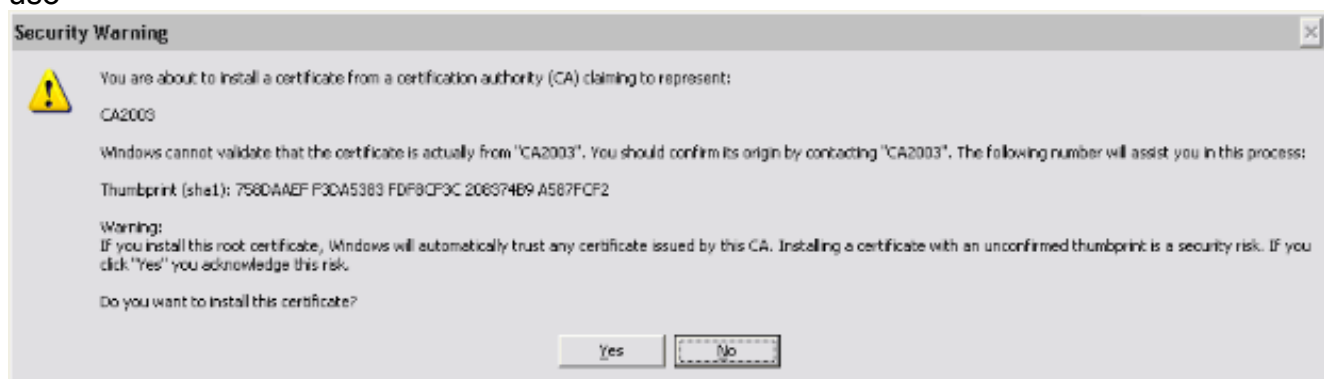 use
Security Warning
You are about to install a certificate from a certification authority (CA) claiming to represent:
CA2003
Windows cannot validate that the certificate is actually from "CA2003". You should confirm its origin by contacting "CA2003". The following number will assist you in this process:
Thumbprint (sha1): 758DAAEF F3DA5383 FDF8CF3C 208374B9 A587FCF2
Warning:
If you install this root certificate, Windows will automatically trust any certificate issued by this CA. Installing a certificate with an unconfirmed thumbprint is a security risk. If you
click "Yes" you acknowledge this risk.
Do you want to install this certificate?
Yes
No